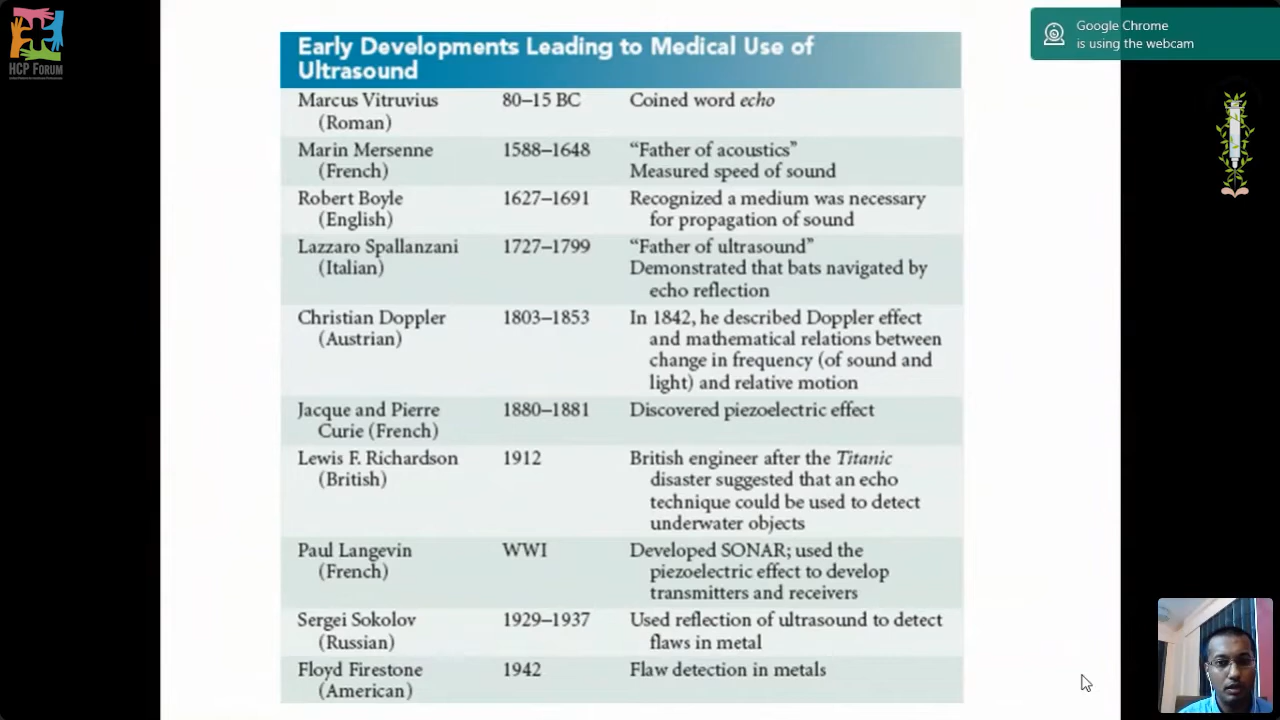 HCP FORUM
Google Chrome
is using the webcam
Early Developments Leading to Medical Use of
Ultrasound
Marcus Vitruvius 80–15 BC Coined word echo
(Roman)
Marin Mersenne 1588–1648 “Father of acoustics”
(French) Measured speed of sound
Robert Boyle 1627–1691 Recognized a medium was necessary
(English) for propagation of sound
Lazzaro Spallanzani 1727–1799 “Father of ultrasound”
(Italian) Demonstrated that bats navigated by
echo reflection
Christian Doppler 1803–1853 In 1842, he described Doppler effect
(Austrian) and mathematical relations between
change in frequency (of sound and
light) and relative motion
Jacque and Pierre 1880–1881 Discovered piezoelectric effect
Curie (French)
Lewis F. Richardson 1912 British engineer after the Titanic
(British) disaster suggested that an echo
technique could be used to detect
underwater objects
Paul Langevin WWI Developed SONAR; used the
(French) piezoelectric effect to develop
transmitters and receivers
Sergei Sokolov 1929–1937 Used reflection of ultrasound to detect
(Russian) flaws in metal
Floyd Firestone 1942 Flaw detection in metals
(American)